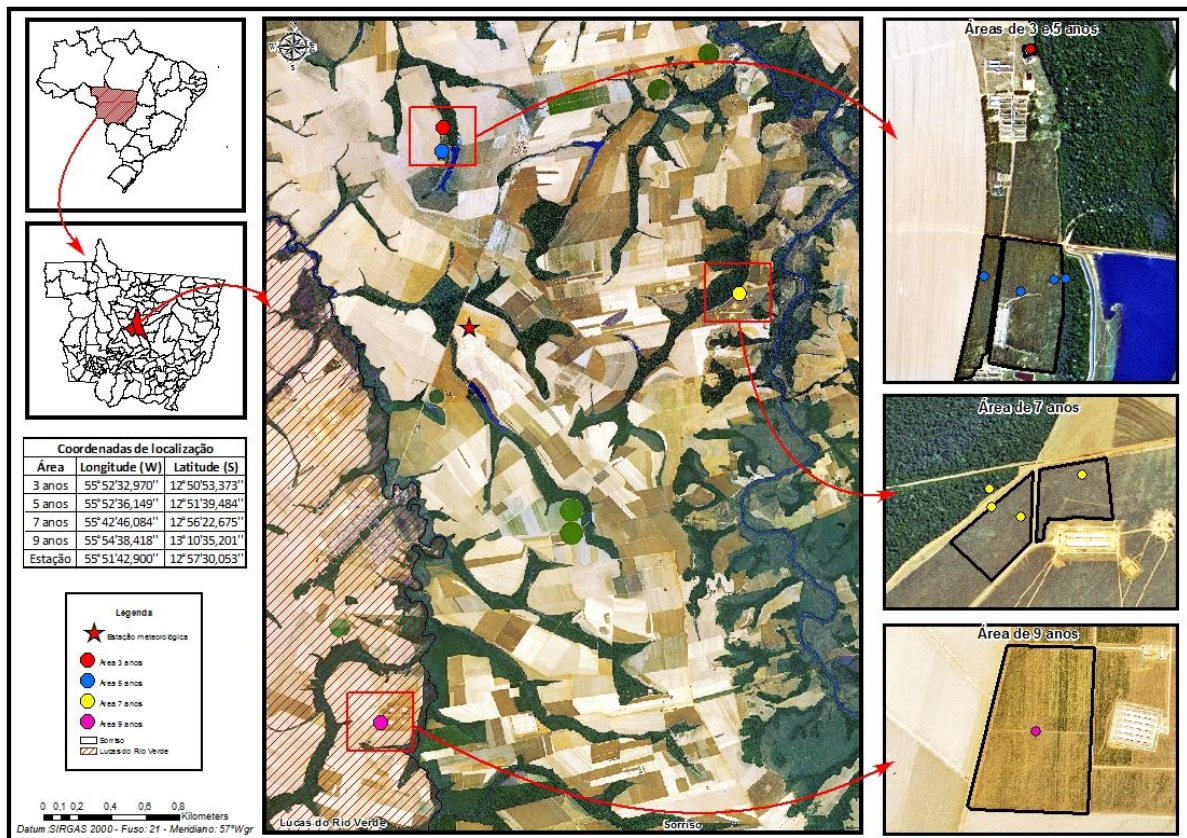 Coordenadas de localização
Área Longitude (W) Latitude (S)
3 anos 55°52'32,970'' 12°50'53,373''
5 anos 55°52'36,149'' 12°51'39,484''
7 anos 55°42'46,084'' 12°56'22,675''
9 anos 55°54'38,418'' 13°10'35,201''
Estação 55°51'42,900'' 12°57'30,053''
Legenda
Estação meteorológica
Área 3 anos
Área 5 anos
Área 7 anos
Área 9 anos
Sorriso
Lucas do Rio Verde
0 0,1 0,2 0,4 0,6 0,8
Kilometers
Datum :SIRGAS 2000 - Fuso: 21 - Meridiano: 57°Wgr
N
W E
S
Lucas do Rio Verde
Sorriso
Áreas de 3 e 5 anos
Área de 7 anos
Área de 9 anos